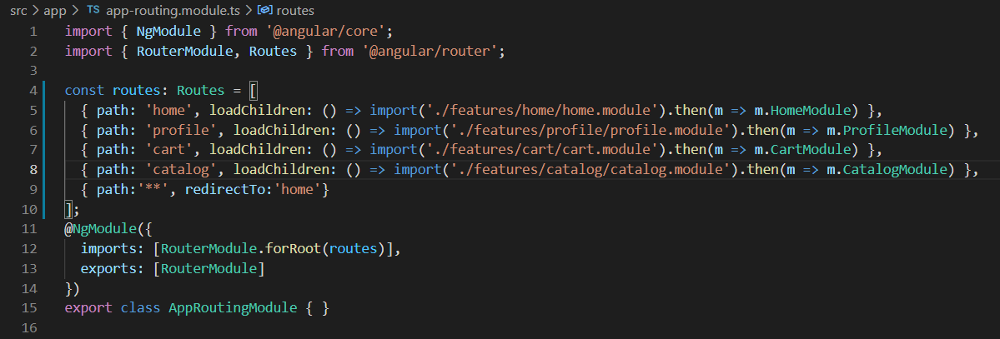 src > app > TS app-routing.module.ts > routes
1 import { NgModule } from '@angular/core';
2 import { RouterModule, Routes } from '@angular/router';
3
4 const routes: Routes = [
5   { path: 'home', loadChildren: () => import('./features/home/home.module').then(m => m.HomeModule) },
6   { path: 'profile', loadChildren: () => import('./features/profile/profile.module').then(m => m.ProfileModule) },
7   { path: 'cart', loadChildren: () => import('./features/cart/cart.module').then(m => m.CartModule) },
8   { path: 'catalog', loadChildren: () => import('./features/catalog/catalog.module').then(m => m.CatalogModule) },
9   { path:'**', redirectTo:'home'}
10 ];
11 @NgModule({
12   imports: [RouterModule.forRoot(routes)],
13   exports: [RouterModule]
14 })
15 export class AppRoutingModule { }
16